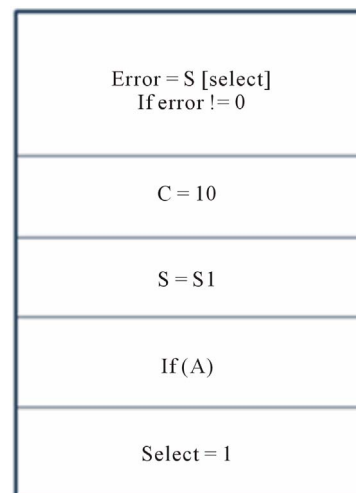 Error = S [select]
If error != 0
C = 10
S = S1
If (A)
Select = 1